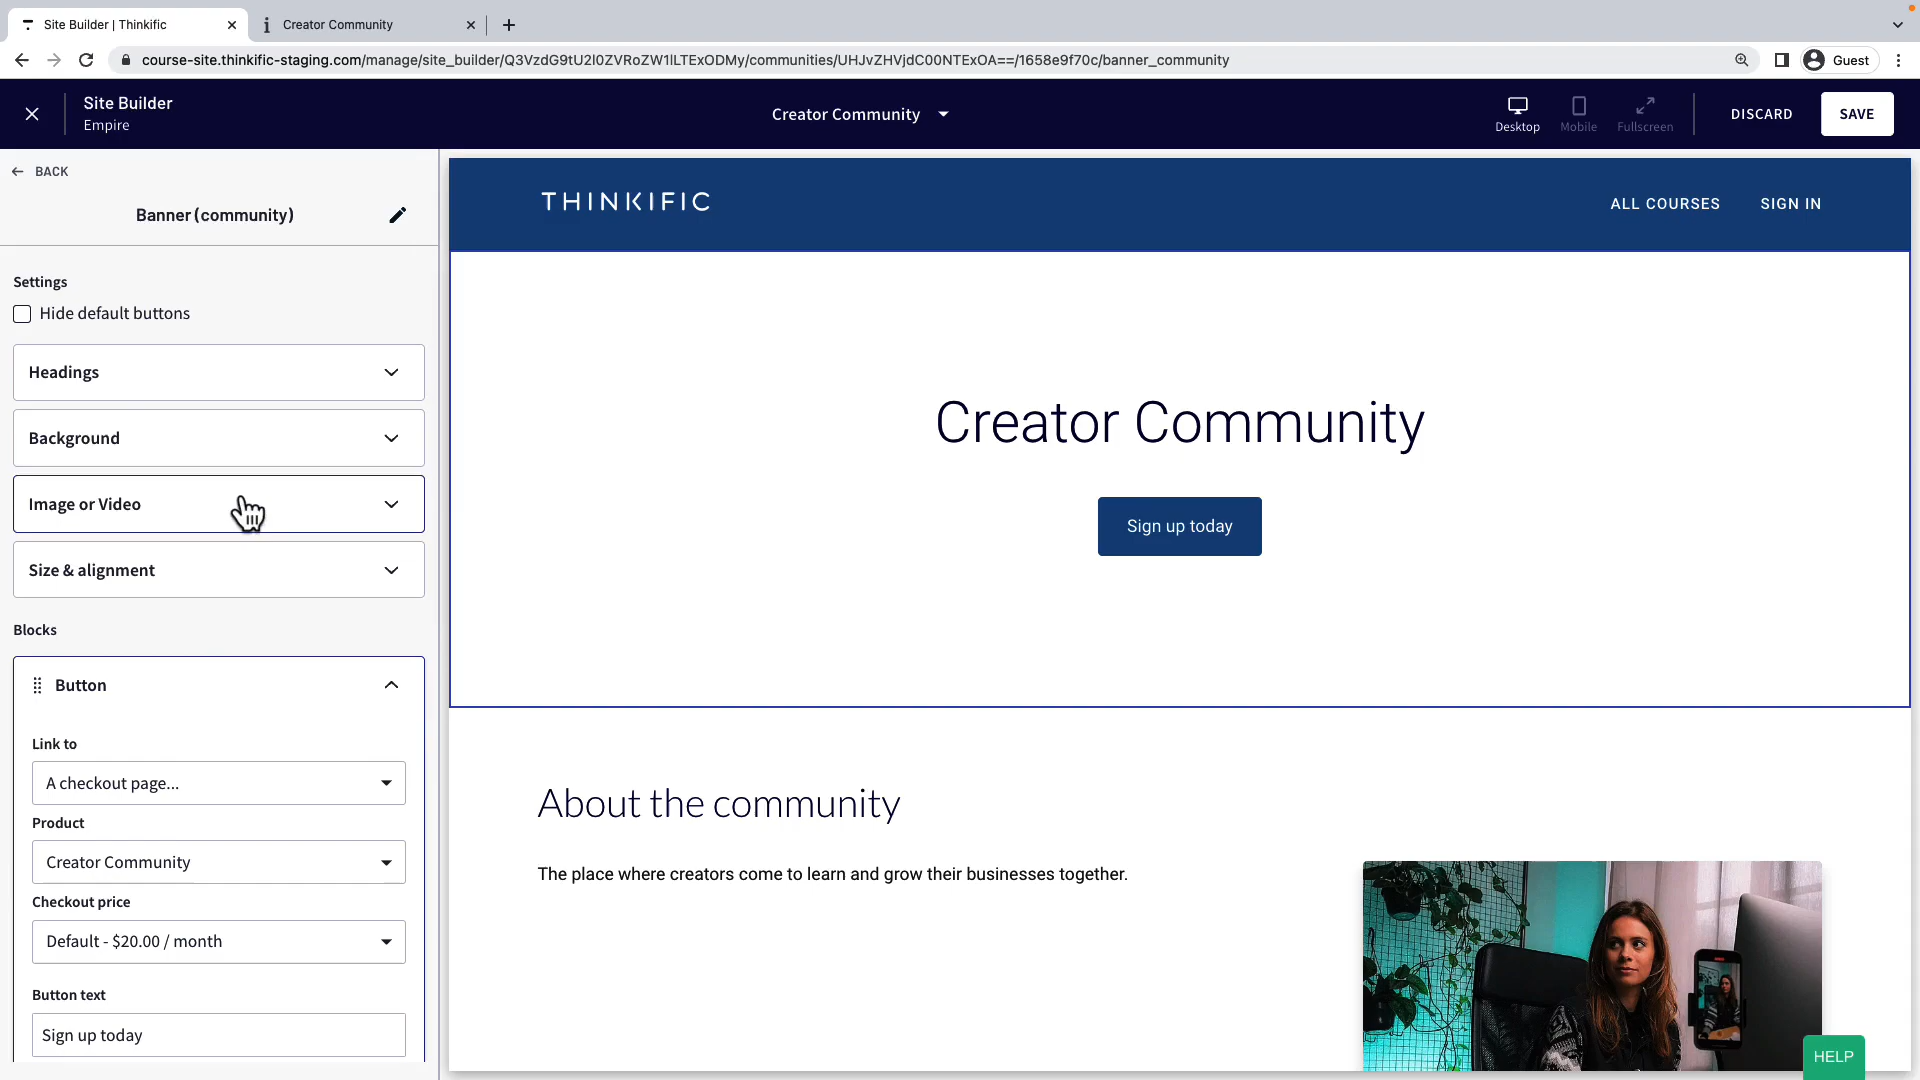 Site Builder | Thinkific
Creator Community
course-site.thinkific-staging.com/manage/site_builder/Q3VzdG9tU2l0ZVRoZW1lLTExODMy/communities/UHJvZHVjdC00NTExOA==/1658e9f70c/banner_community
Guest
Site Builder
Empire
Creator Community
Desktop
Mobile
Fullscreen
DISCARD
SAVE
BACK
Banner (community)
Settings
Hide default buttons
Headings
Background
Image or Video
Size & alignment
Blocks
Button
Link to
A checkout page...
Product
Creator Community
Checkout price
Default - $20.00 / month
Button text
Sign up today
THINKIFIC
ALL COURSES
SIGN IN
Creator Community
Sign up today
About the community
The place where creators come to learn and grow their businesses together.
HELP